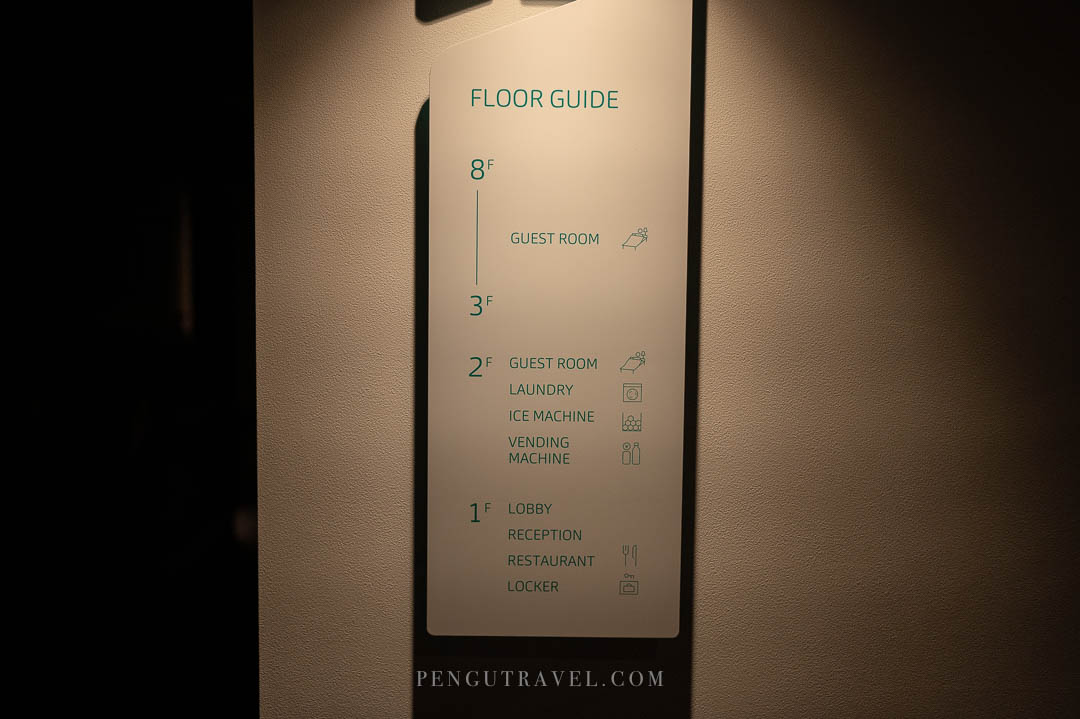 FLOOR GUIDE
8F
GUEST ROOM
3F
2F GUEST ROOM
LAUNDRY
ICE MACHINE
VENDING
MACHINE
1F LOBBY
RECEPTION
RESTAURANT
LOCKER
PENGUTRAVEL.COM